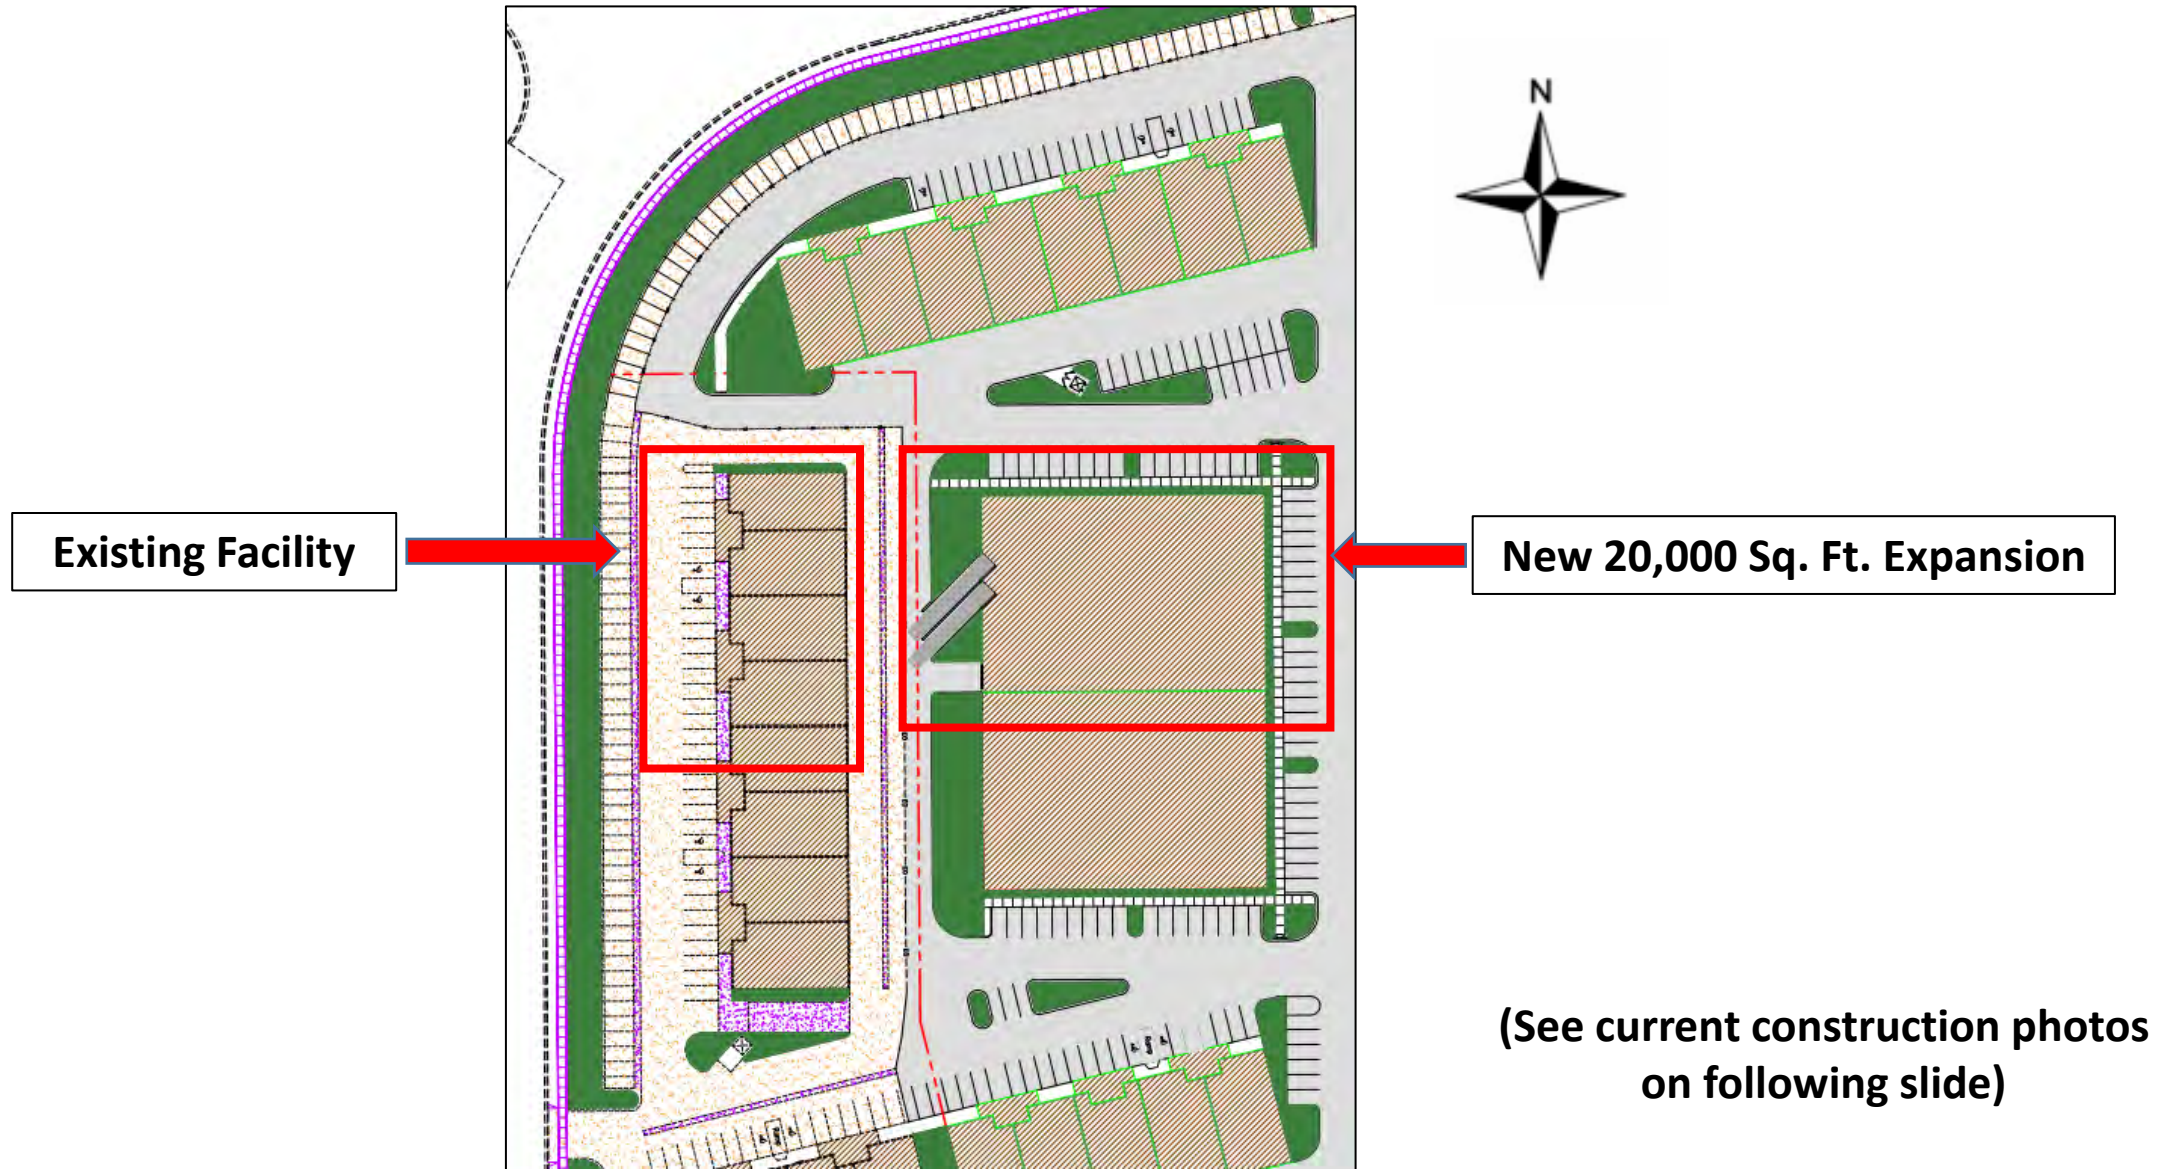 N
Existing Facility
New 20,000 Sq. Ft. Expansion
(See current construction photos
on following slide)